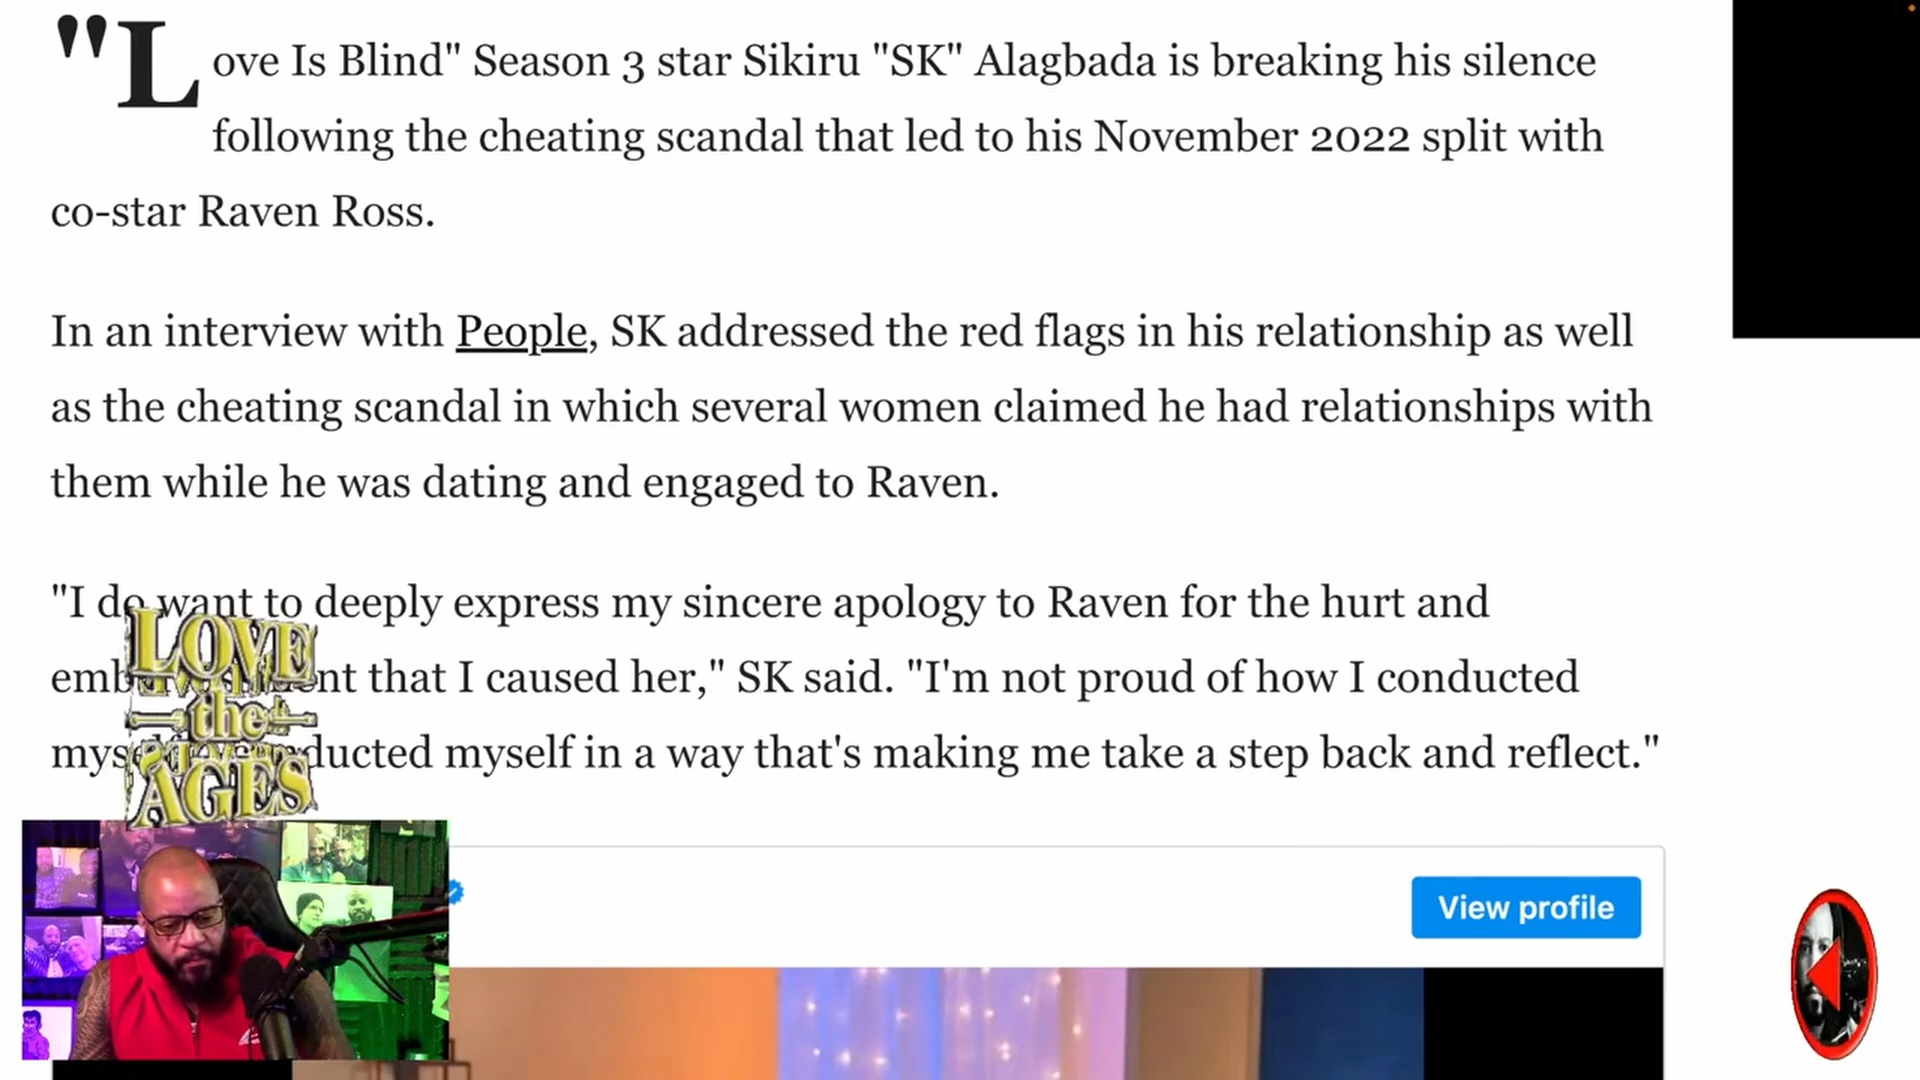 "Love Is Blind" Season 3 star Sikiru "SK" Alagbada is breaking his silence
following the cheating scandal that led to his November 2022 split with
co-star Raven Ross.
In an interview with People, SK addressed the red flags in his relationship as well
as the cheating scandal in which several women claimed he had relationships with
them while he was dating and engaged to Raven.
"I do want to deeply express my sincere apology to Raven for the hurt and
that I caused her," SK said. "I'm not proud of how I conducted
myself in a way that's making me take a step back and reflect."
LOVE
the
AGES
View profile